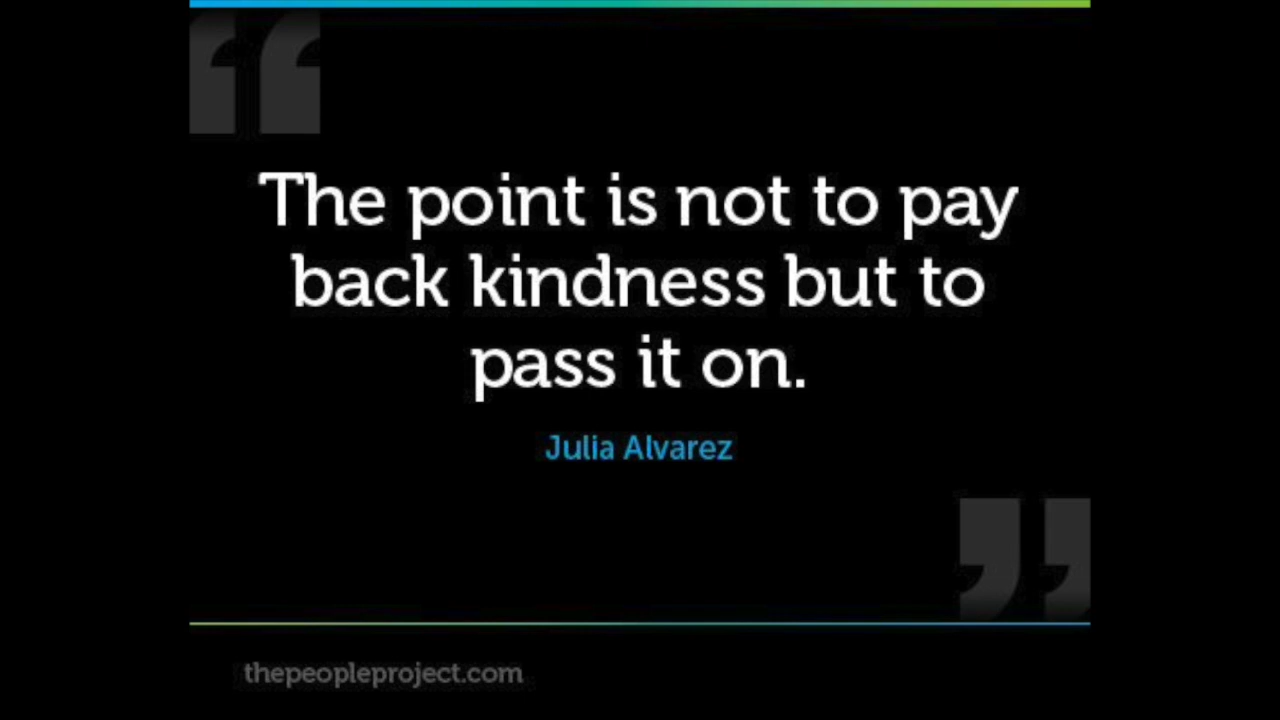 The point is not to pay
back kindness but to
pass it on.
Julia Alvarez
thepeopleproject.com